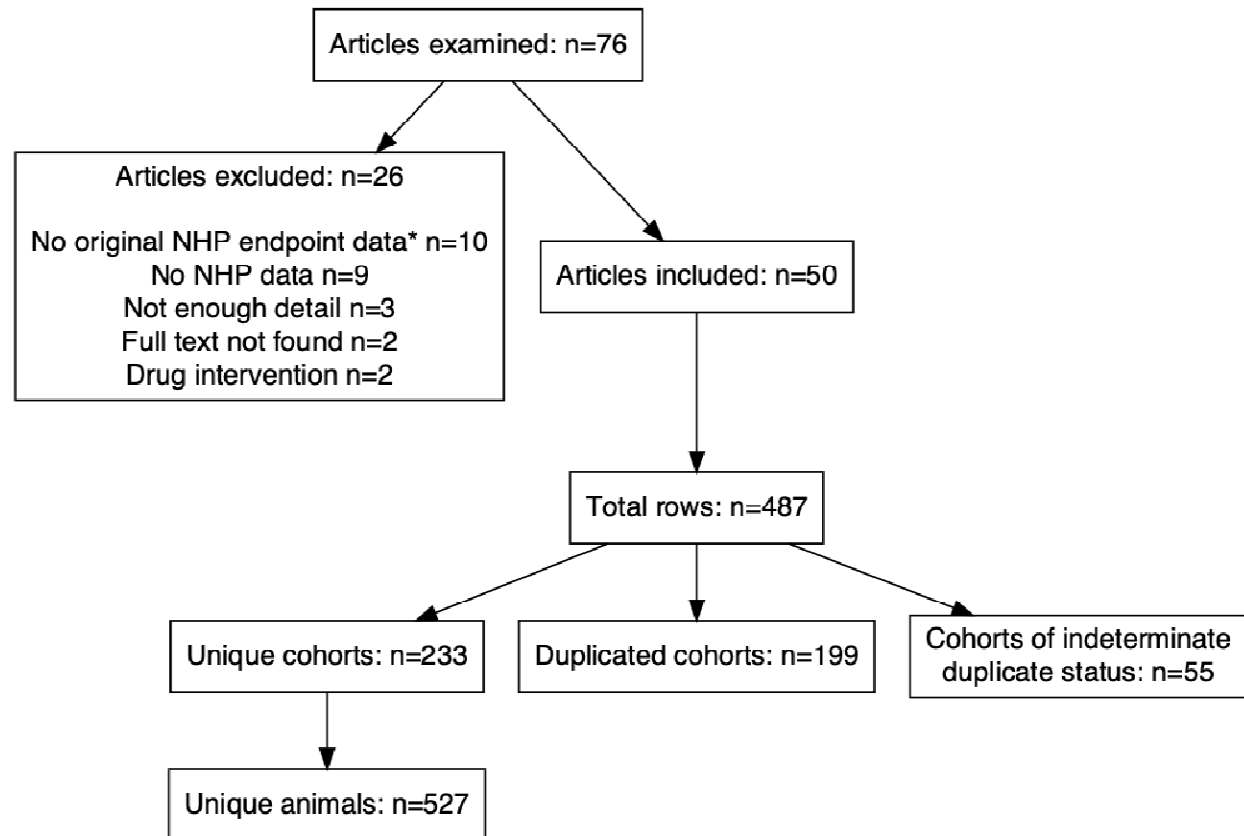 Articles examined: n=76
Articles excluded: n=26
No original NHP endpoint data* n=10
No NHP data n=9
Not enough detail n=3
Full text not found n=2
Drug intervention n=2
Articles included: n=50
Total rows: n=487
Unique cohorts: n=233
Duplicated cohorts: n=199
Cohorts of indeterminate
duplicate status: n=55
Unique animals: n=527